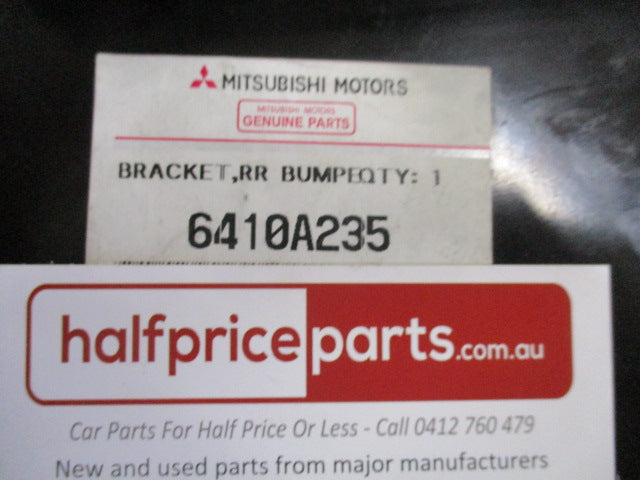 MITSUBISHI MOTORS
MITSUBISHI MOTORS
GENUINE PARTS
BRACKET,RR BUMPEQTY: 1
6410A235
halfpriceparts.com.au
Car Parts For Half Price Or Less - Call 0412 760 479
New and used parts from major manufacturers